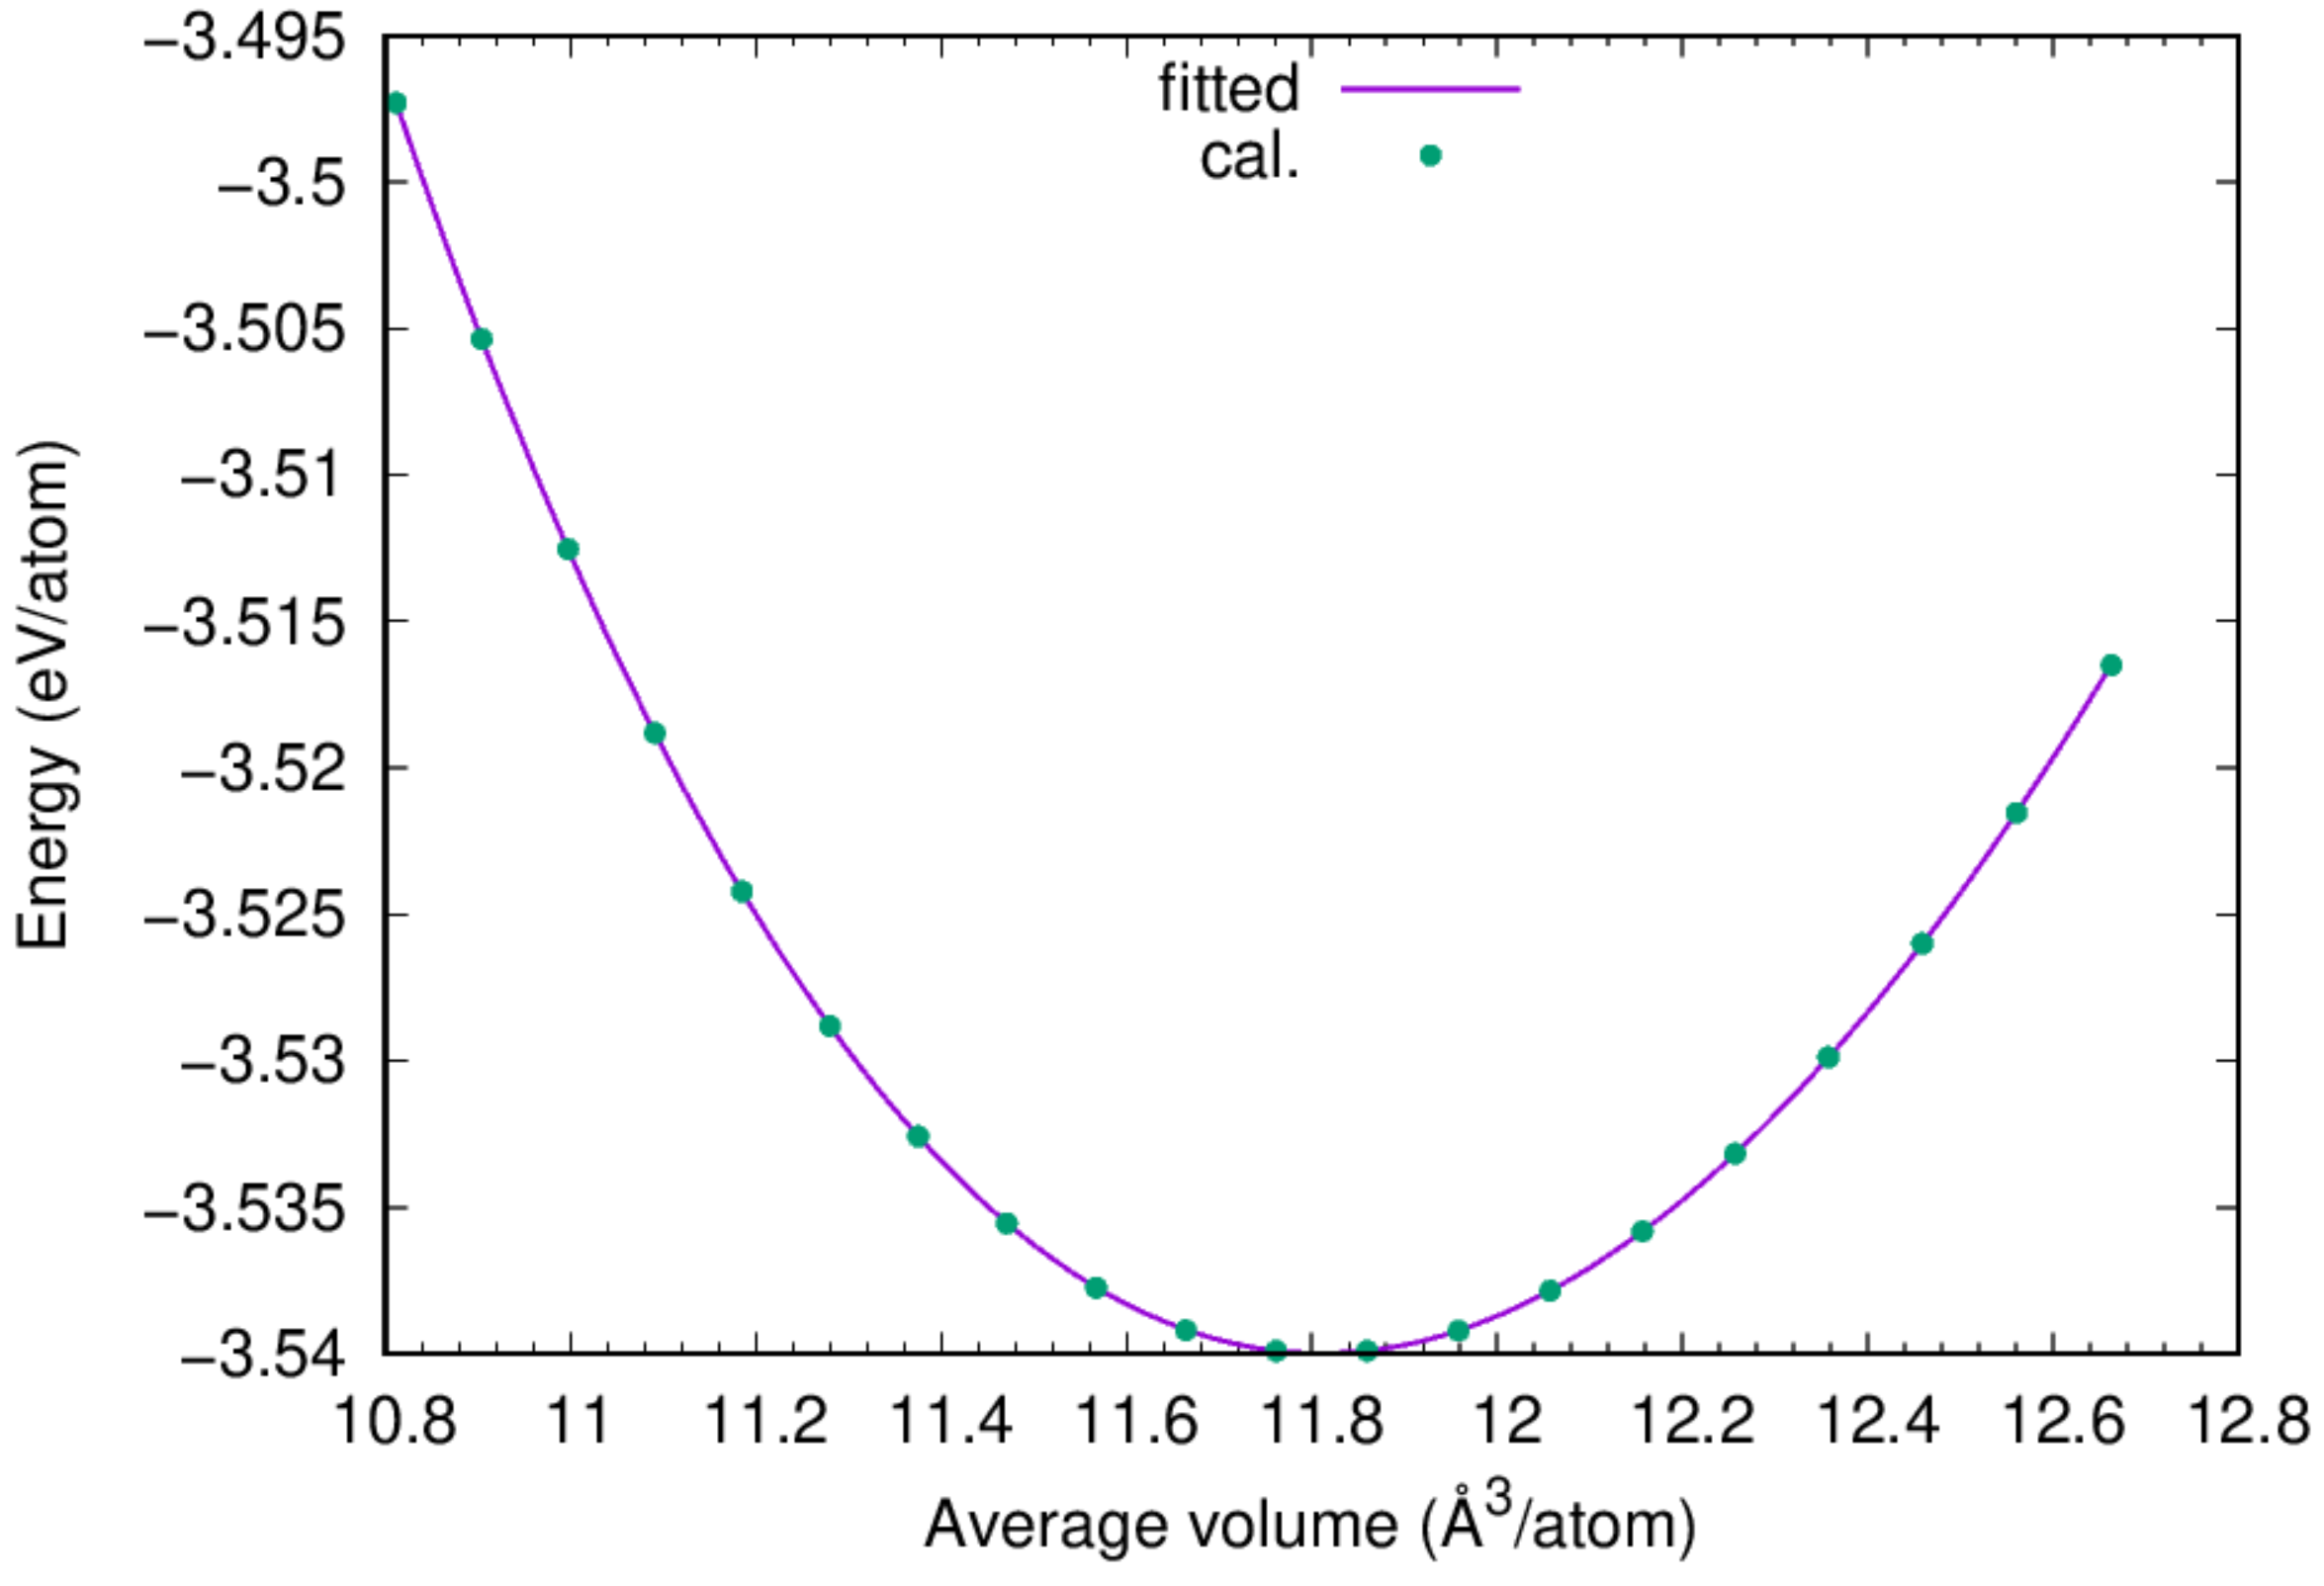 −3.495
−3.5
−3.505
−3.51
−3.515
−3.52
−3.525
−3.53
−3.535
−3.54
Energy (eV/atom)
fitted
cal.
10.8 11 11.2 11.4 11.6 11.8 12 12.2 12.4 12.6 12.8
Average volume (Å³/atom)